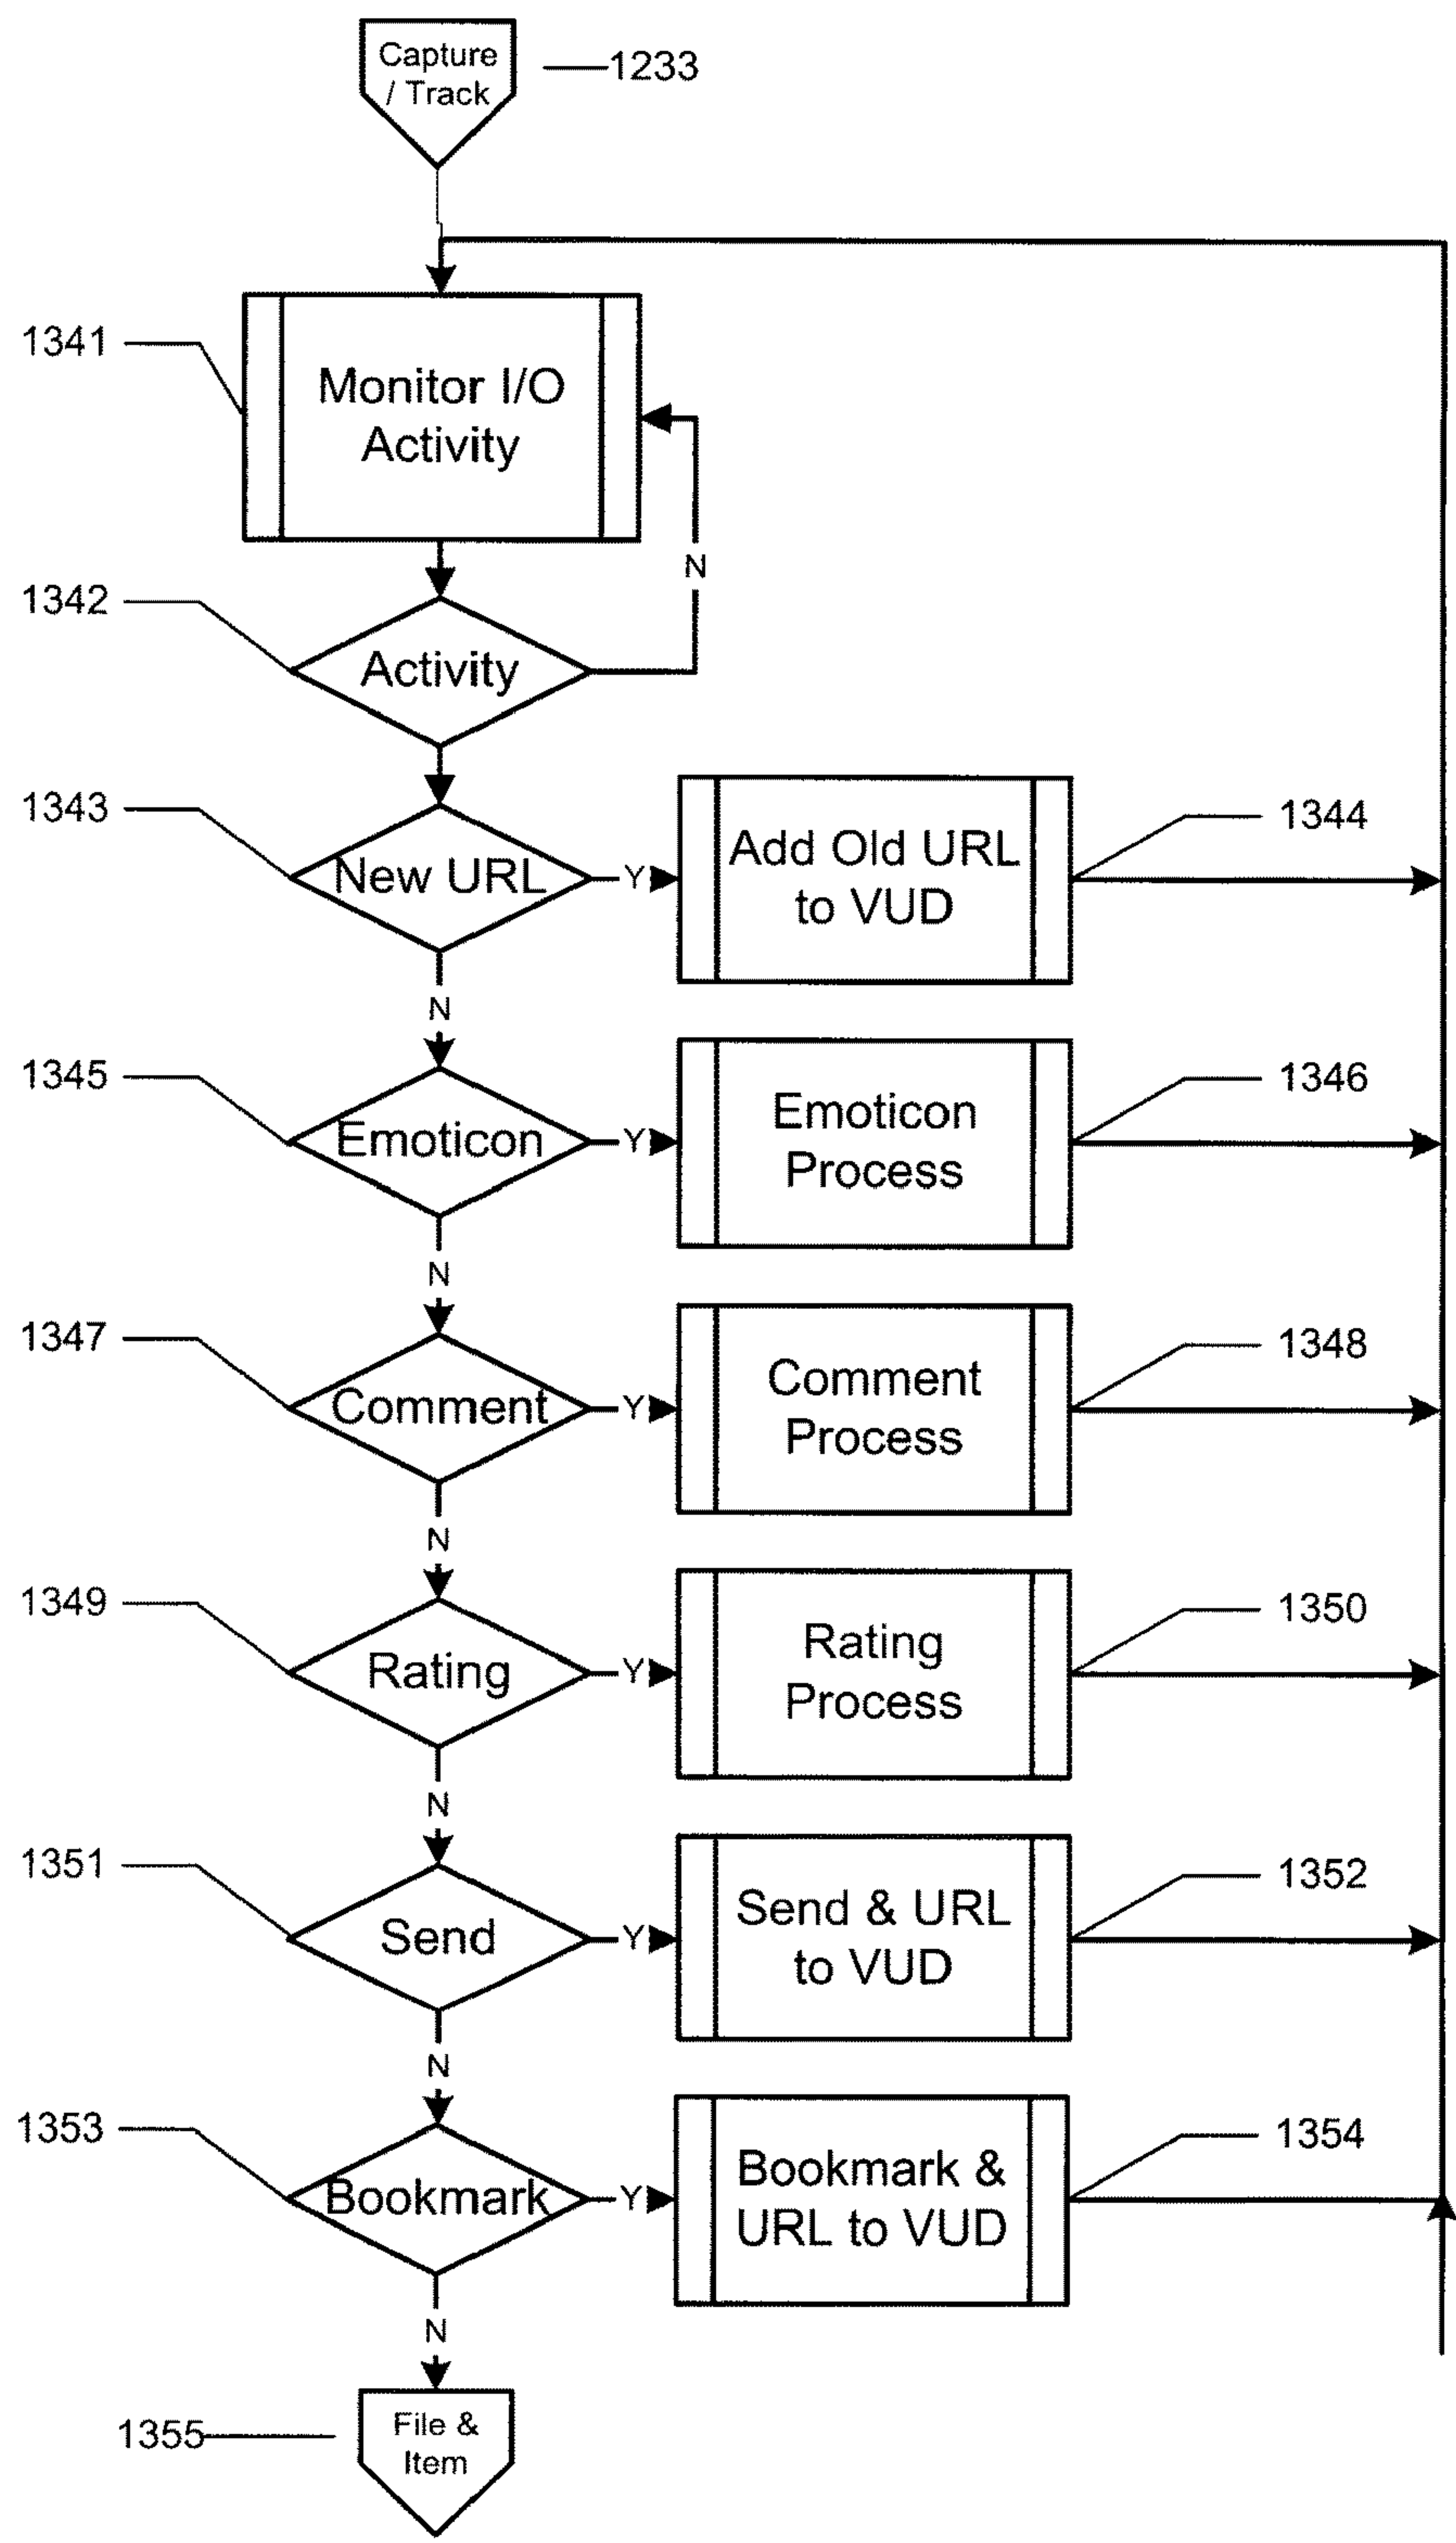 Capture
/ Track
1233
1341
Monitor I/O
Activity
N
1342
Activity
1343
New URL
Y
Add Old URL
to VUD
1344
N
1345
Emoticon
Y
Emoticon
Process
1346
N
1347
Comment
Y
Comment
Process
1348
N
1349
Rating
Y
Rating
Process
1350
N
1351
Send
Y
Send & URL
to VUD
1352
N
1353
Bookmark
Y
Bookmark &
URL to VUD
1354
N
1355
File &
Item